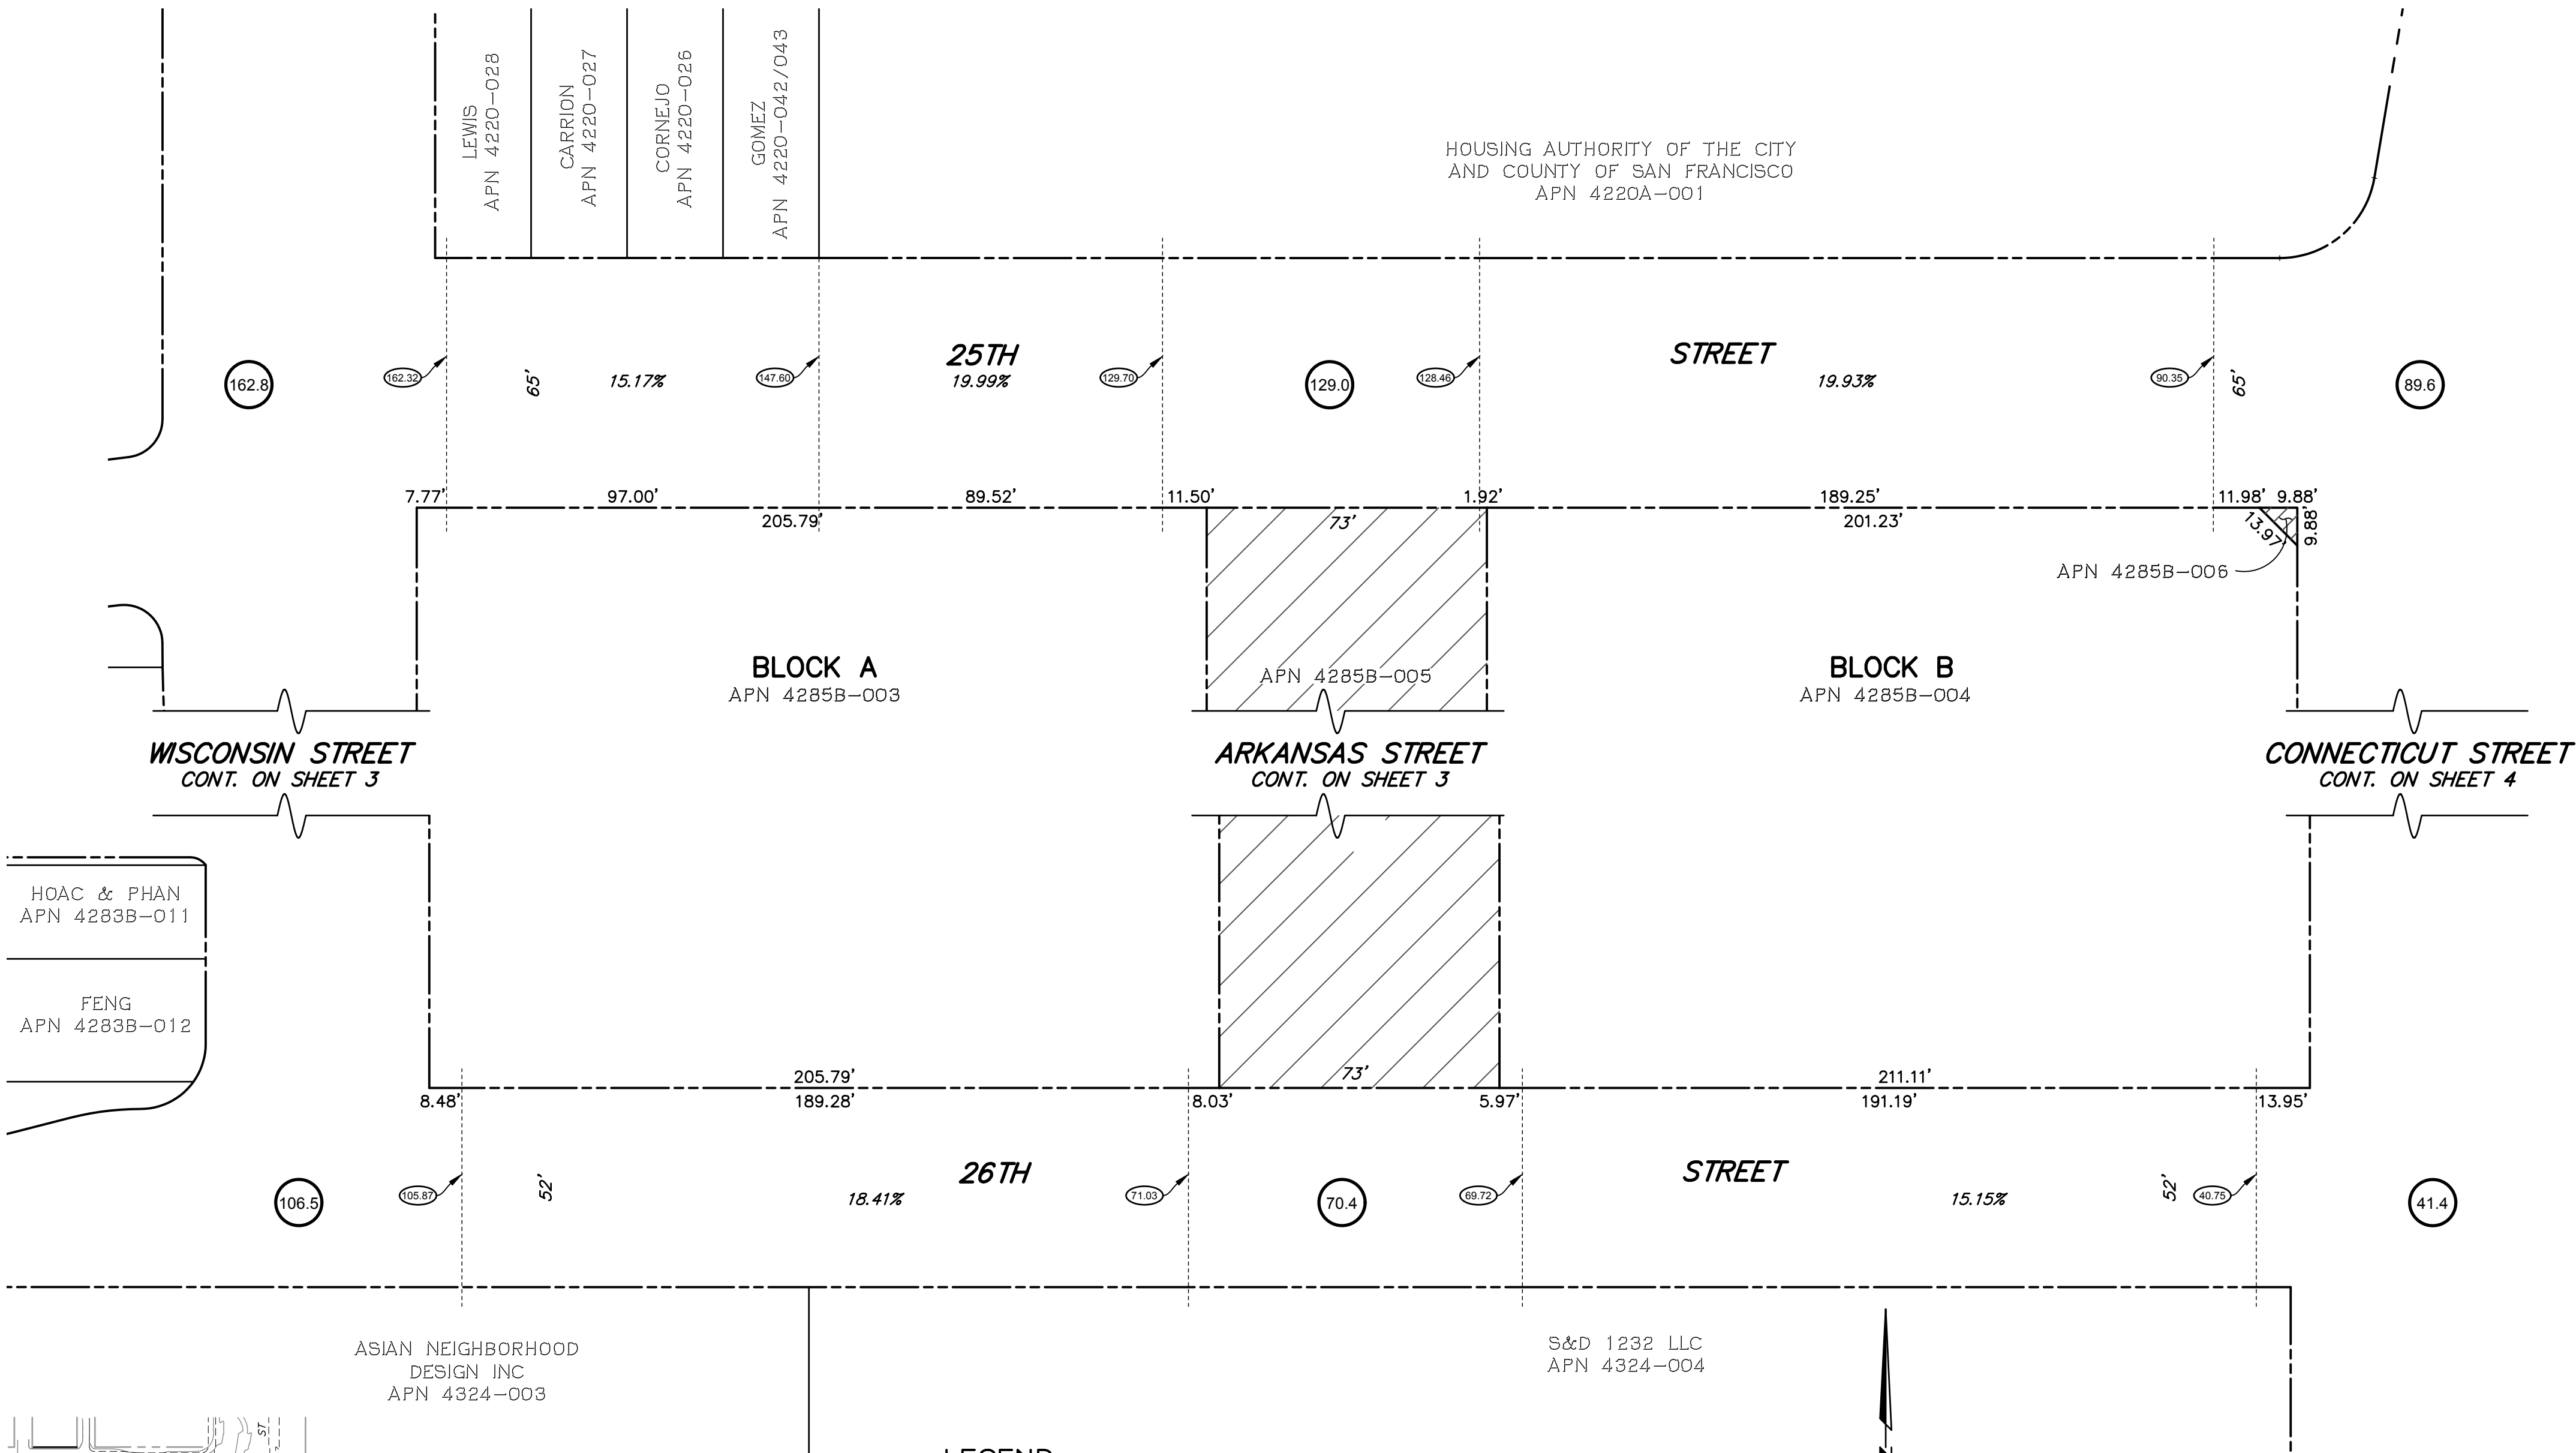 LEWIS
APN 4220-028
CARRION
APN 4220-027
CORNEJO
APN 4220-026
GOMEZ
APN 4220-042/043
HOUSING AUTHORITY OF THE CITY
AND COUNTY OF SAN FRANCISCO
APN 4220A-001
25TH STREET
162.8
162.32
65'
15.17%
147.60
19.99%
129.70
129.0
128.46
19.93%
90.35
65'
89.6
7.77'
97.00'
89.52'
11.50'
1.92'
189.25'
11.98'
9.88'
205.79'
73'
201.23'
13.97'
9.88'
APN 4285B-006
BLOCK A
APN 4285B-003
APN 4285B-005
BLOCK B
APN 4285B-004
WISCONSIN STREET
CONT. ON SHEET 3
ARKANSAS STREET
CONT. ON SHEET 3
CONNECTICUT STREET
CONT. ON SHEET 4
HOAC & PHAN
APN 4283B-011
FENG
APN 4283B-012
205.79'
73'
211.11'
8.48'
189.28'
8.03'
5.97'
191.19'
13.95'
26TH STREET
106.5
105.87
52'
18.41%
71.03
70.4
69.72
15.15%
52'
40.75
41.4
ASIAN NEIGHBORHOOD
DESIGN INC
APN 4324-003
S&D 1232 LLC
APN 4324-004
ST
LEGEND